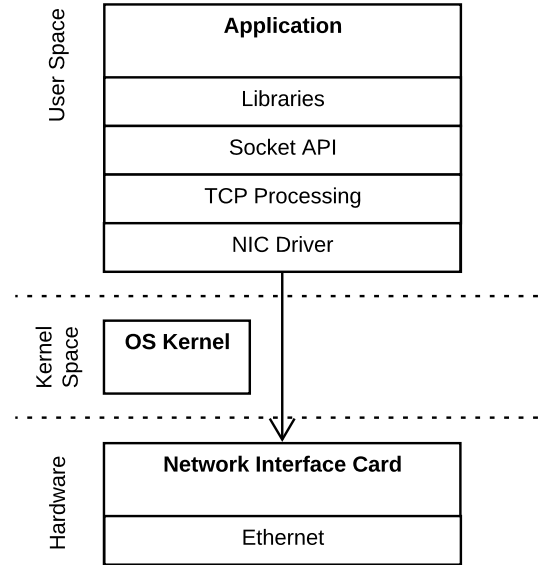 User Space
Application
Libraries
Socket API
TCP Processing
NIC Driver
Kernel
Space
OS Kernel
Hardware
Network Interface Card
Ethernet